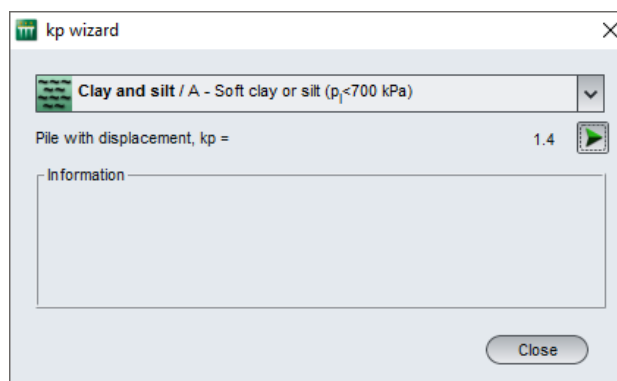 kp wizard
Clay and silt / A - Soft clay or silt (pl<700 kPa)
Pile with displacement, kp = 1.4
Information
Close